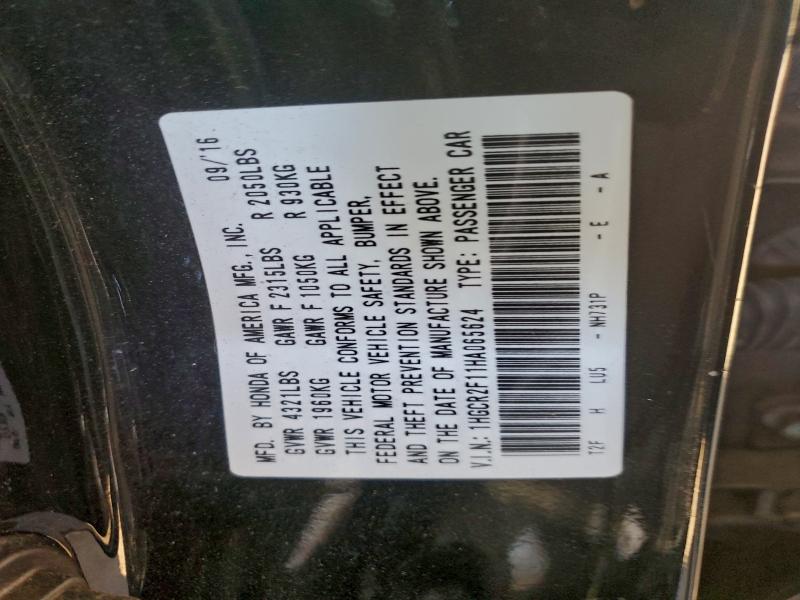 MFD. BY HONDA OF AMERICA MFG., INC. 09/'16
GVWR 4321LBS GAWR F 2315LBS R 2050LBS
GVWR 1960KG GAWR F 1050KG R 930KG
THIS VEHICLE CONFORMS TO ALL APPLICABLE
FEDERAL MOTOR VEHICLE SAFETY, BUMPER,
AND THEFT PREVENTION STANDARDS IN EFFECT
ON THE DATE OF MANUFACTURE SHOWN ABOVE.
V.I.N.: 1HGCR2F11HA065624 TYPE: PASSENGER CAR
T2F H LU5 - NH731P - E - A